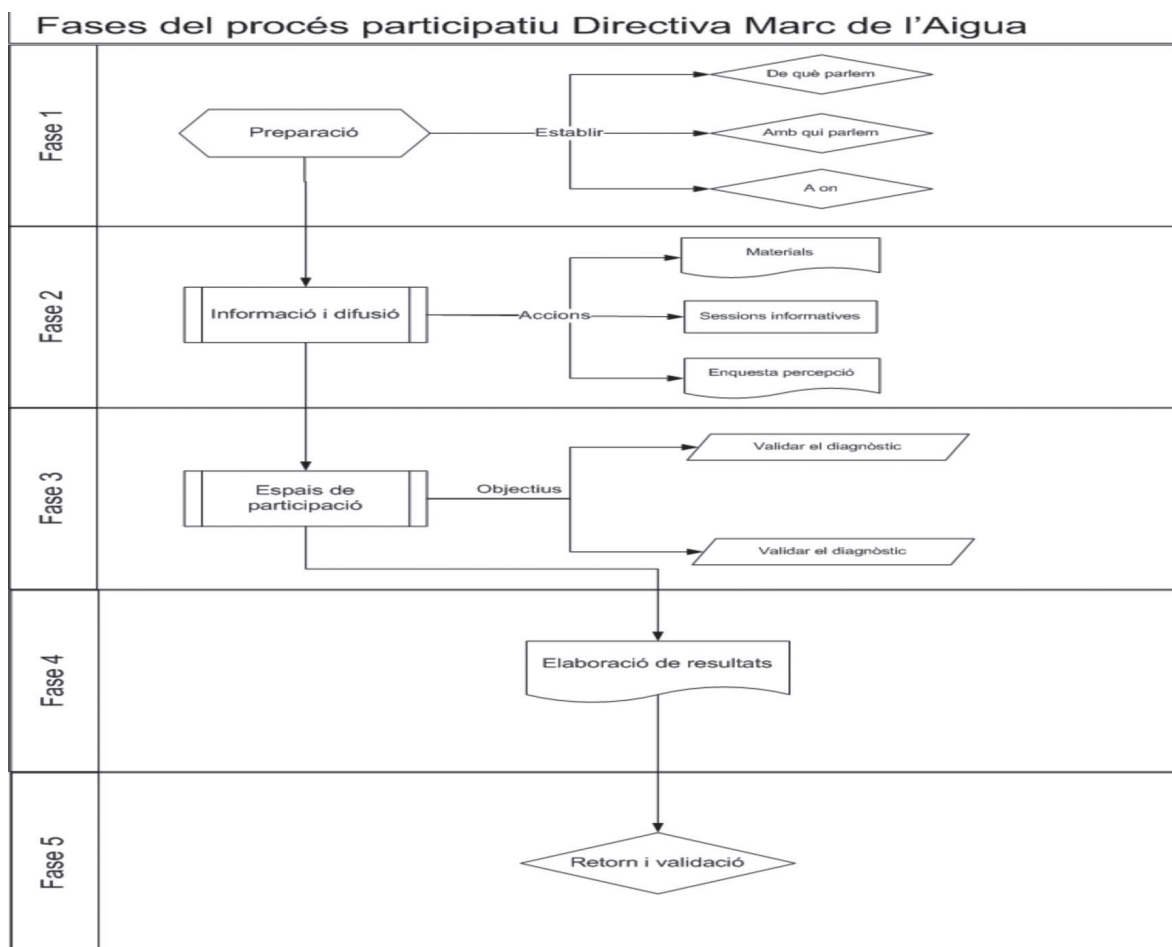 Fases del procés participatiu Directiva Marc de l'Aigua
Fase 1
Preparació
Establir
De què parlem
Amb qui parlem
A on
Fase 2
Informació i difusió
Accions
Materials
Sessions informatives
Enquesta percepció
Fase 3
Espais de
participació
Objectius
Validar el diagnòstic
Validar el diagnòstic
Fase 4
Elaboració de resultats
Fase 5
Retorn i validació